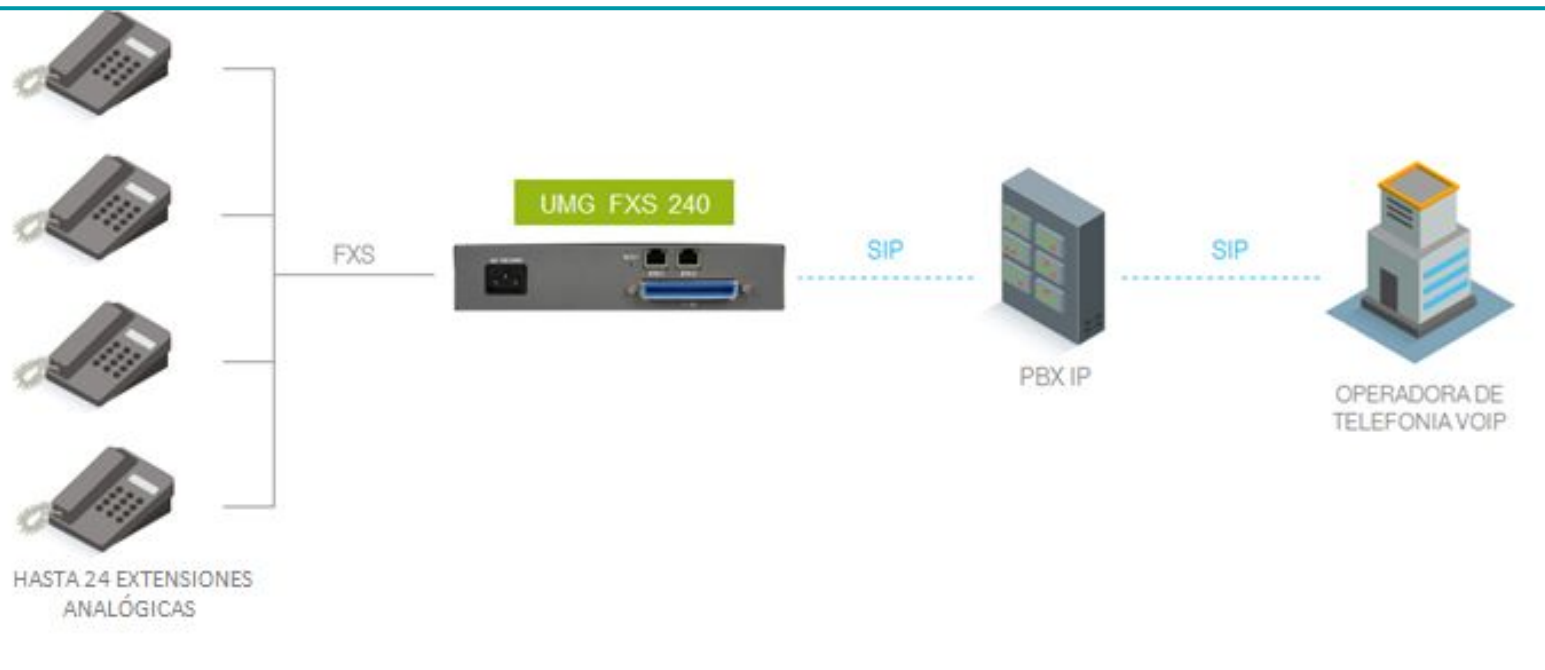 FXS
UMG FXS 240
SIP
SIP
PBX IP
OPERADORA DE
TELEFONIA VOIP
HASTA 24 EXTENSIONES
ANALÓGICAS